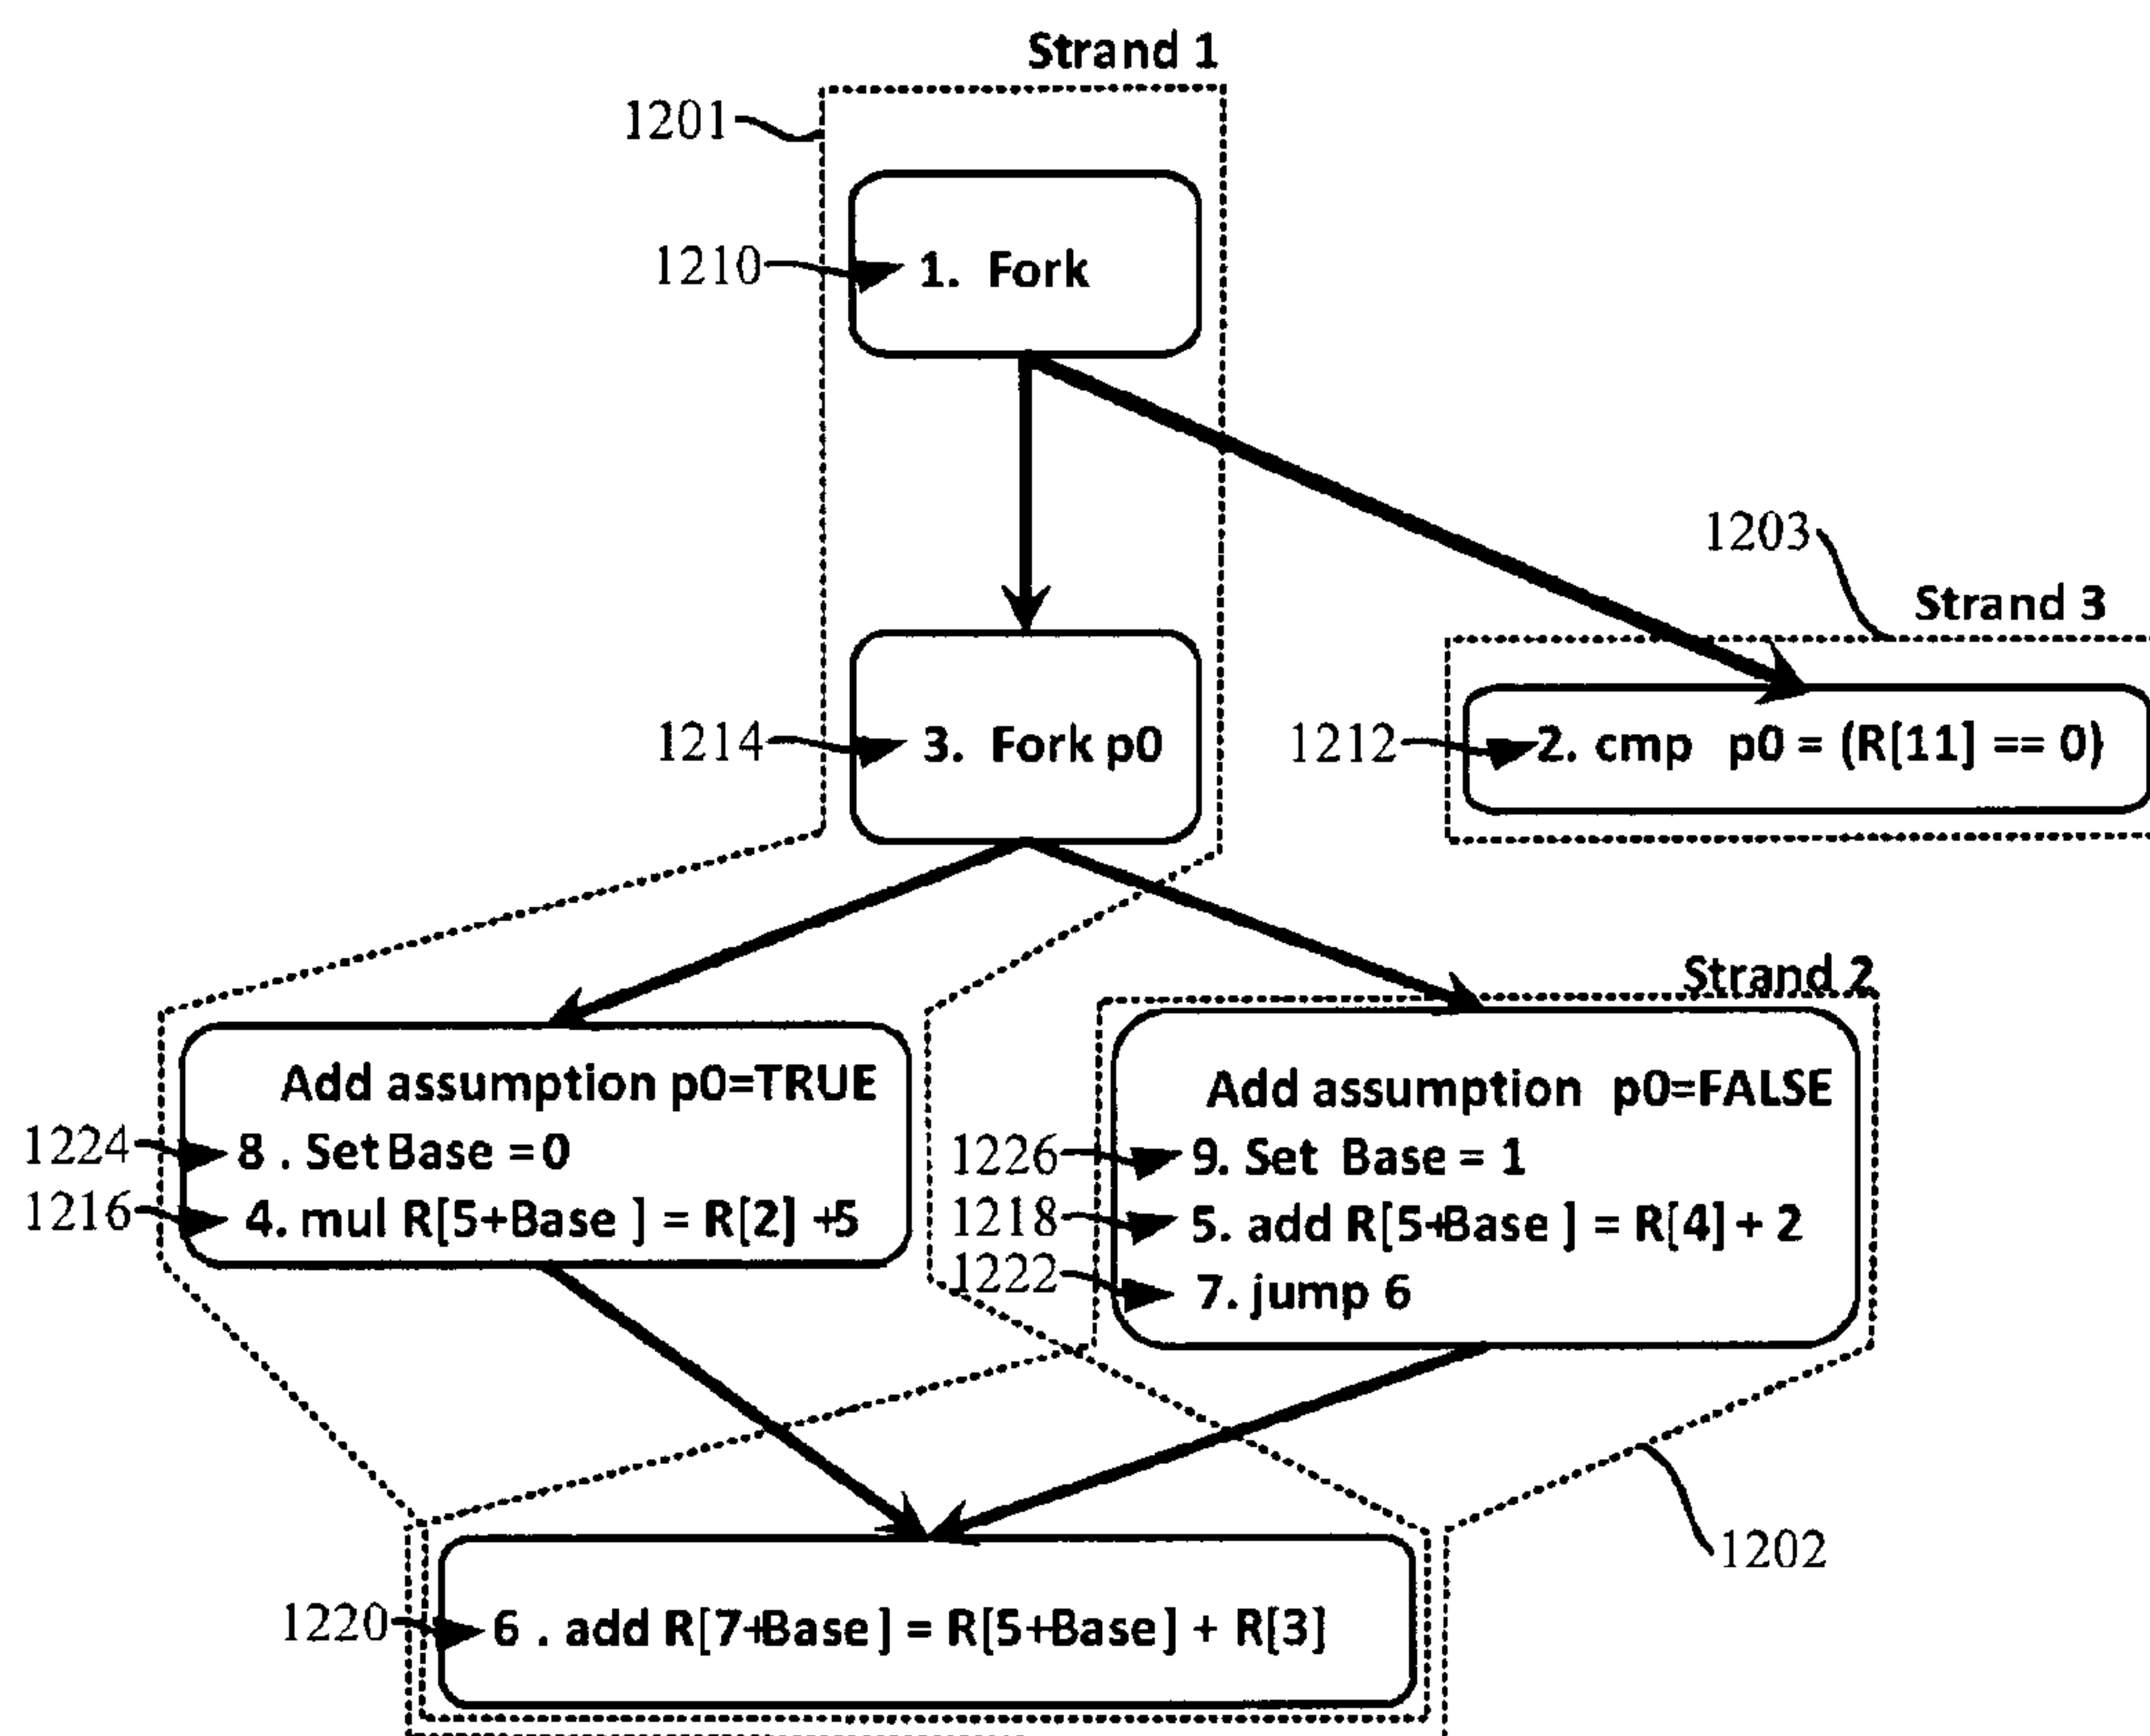 Strand 1
1201
1210
1. Fork
1203
Strand 3
1214
3. Fork p0
1212
2. cmp p0 = (R[11] == 0)
Strand 2
Add assumption p0=TRUE
1224
8 . Set Base = 0
1216
4. mul R[5+Base ] = R[2] +5
Add assumption p0=FALSE
1226
9. Set Base = 1
1218
5. add R[5+Base ] = R[4] + 2
1222
7. jump 6
1202
1220
6 . add R[7+Base] = R[5+Base] + R[3]